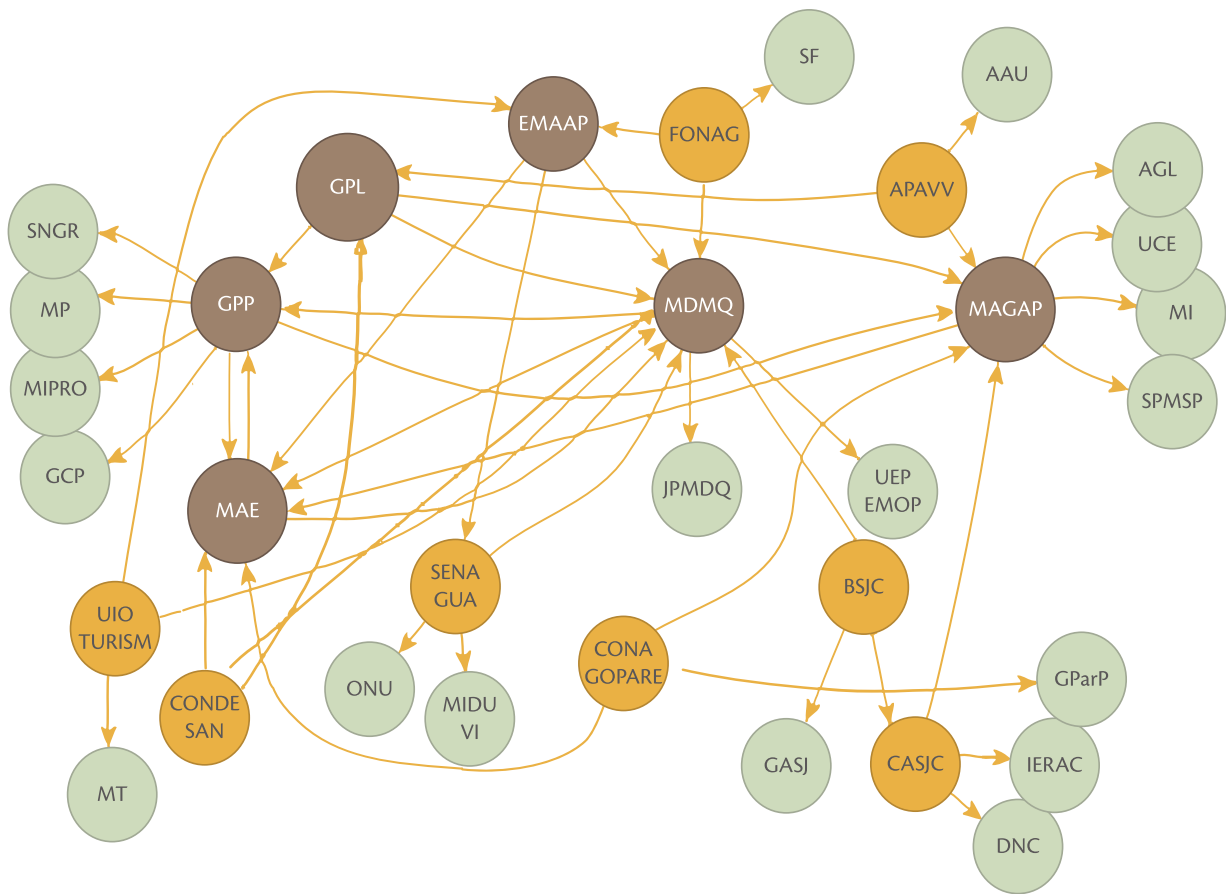 SF
AAU
EMAAP
FONAG
AGL
GPL
APAVV
SNGR
UCE
GPP
MDMQ
MAGAP
MP
MI
MIPRO
SPMSP
GCP
JPMDQ
UEP
EMOP
MAE
SENA
GUA
BSJC
UIO
TURISM
CONA
GOPARE
GParP
ONU
CONDE
SAN
MIDU
VI
GASJ
CASJC
IERAC
MT
DNC